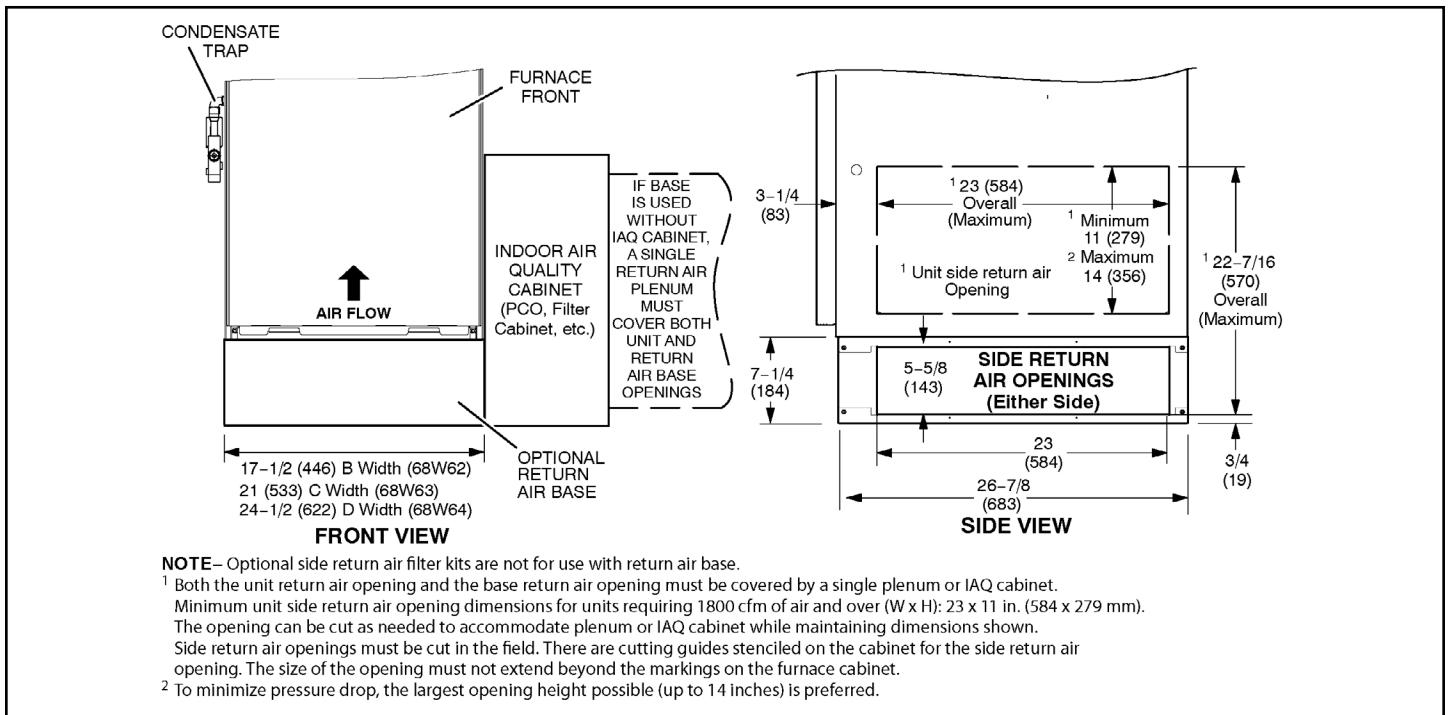 CONDENSATE
TRAP
FURNACE
FRONT
AIR FLOW
INDOOR AIR
QUALITY
CABINET
(PCO, Filter
Cabinet, etc.)
IF BASE
IS USED
WITHOUT
IAQ CABINET,
A SINGLE
RETURN AIR
PLENUM
MUST
COVER BOTH
UNIT AND
RETURN
AIR BASE
OPENINGS
OPTIONAL
RETURN
AIR BASE
17–1/2 (446) B Width (68W62)
21 (533) C Width (68W63)
24–1/2 (622) D Width (68W64)
FRONT VIEW
3–1/4
(83)
1 23 (584)
Overall
(Maximum)
1 Minimum
11 (279)
2 Maximum
14 (356)
1 Unit side return air
Opening
1 22–7/16
(570)
Overall
(Maximum)
7–1/4
(184)
5–5/8
(143)
SIDE RETURN
AIR OPENINGS
(Either Side)
23
(584)
26–7/8
(683)
3/4
(19)
SIDE VIEW
NOTE– Optional side return air filter kits are not for use with return air base.
1 Both the unit return air opening and the base return air opening must be covered by a single plenum or IAQ cabinet.
Minimum unit side return air opening dimensions for units requiring 1800 cfm of air and over (W x H): 23 x 11 in. (584 x 279 mm).
The opening can be cut as needed to accommodate plenum or IAQ cabinet while maintaining dimensions shown.
Side return air openings must be cut in the field. There are cutting guides stenciled on the cabinet for the side return air
opening. The size of the opening must not extend beyond the markings on the furnace cabinet.
2 To minimize pressure drop, the largest opening height possible (up to 14 inches) is preferred.